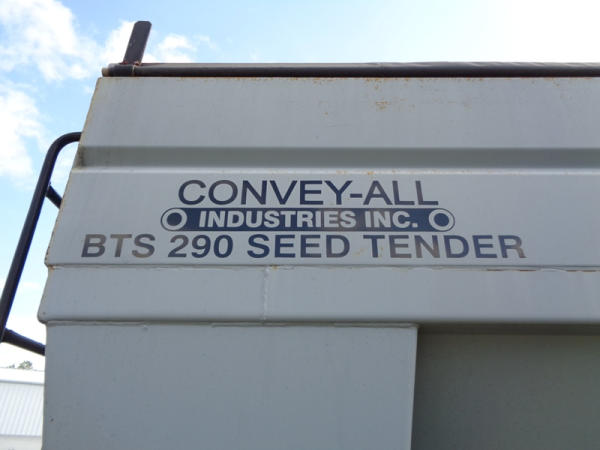 CONVEY-ALL
INDUSTRIES INC.
BTS 290 SEED TENDER